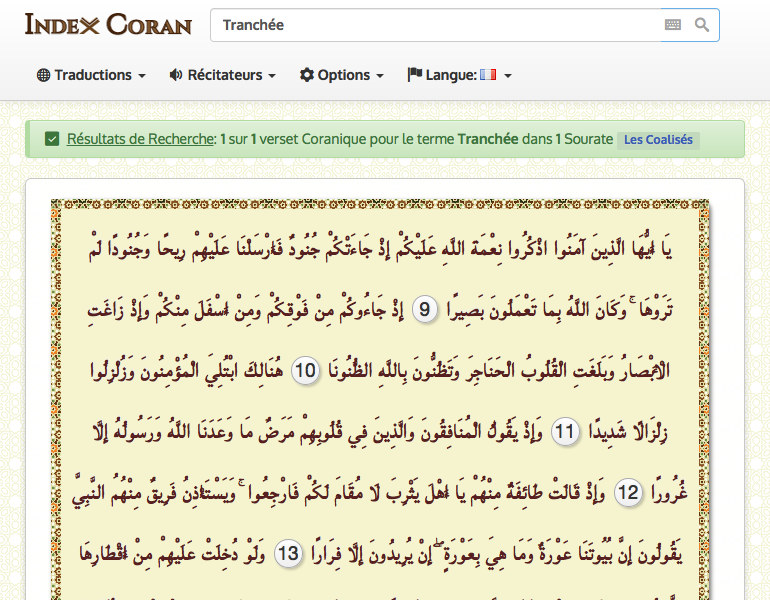 INDEX CORAN
Tranchée
Traductions
Récitateurs
Options
Langue:
Résultats de Recherche: 1 sur 1 verset Coranique pour le terme Tranchée dans 1 Sourate Les Coalisés
يَا أَيُّهَا الَّذِينَ آمَنُوا اذْكُرُوا نِعْمَةَ اللَّهِ عَلَيْكُمْ إِذْ جَاءَتْكُمْ جُنُودٌ فَأَرْسَلْنَا عَلَيْهِمْ رِيحًا وَجُنُودًا لَمْ
تَرَوْهَا ۚ وَكَانَ اللَّهُ بِمَا تَعْمَلُونَ بَصِيرًا 9 إِذْ جَاءُوكُمْ مِنْ فَوْقِكُمْ وَمِنْ أَسْفَلَ مِنْكُمْ وَإِذْ زَاغَتِ
الْأَبْصَارُ وَبَلَغَتِ الْقُلُوبُ الْحَنَاجِرَ وَتَظُنُّونَ بِاللَّهِ الظُّنُونَا 10 هُنَالِكَ ابْتُلِيَ الْمُؤْمِنُونَ وَزُلْزِلُوا
زِلْزَالًا شَدِيدًا 11 وَإِذْ يَقُولُ الْمُنَافِقُونَ وَالَّذِينَ فِي قُلُوبِهِمْ مَرَضٌ مَا وَعَدَنَا اللَّهُ وَرَسُولُهُ إِلَّا
غُرُورًا 12 وَإِذْ قَالَتْ طَائِفَةٌ مِنْهُمْ يَا أَهْلَ يَثْرِبَ لَا مُقَامَ لَكُمْ فَارْجِعُوا ۚ وَيَسْتَأْذِنُ فَرِيقٌ مِنْهُمُ النَّبِيَّ
يَقُولُونَ إِنَّ بُيُوتَنَا عَوْرَةٌ وَمَا هِيَ بِعَوْرَةٍ ۖ إِنْ يُرِيدُونَ إِلَّا فِرَارًا 13 وَلَوْ دُخِلَتْ عَلَيْهِمْ مِنْ أَقْطَارِهَا